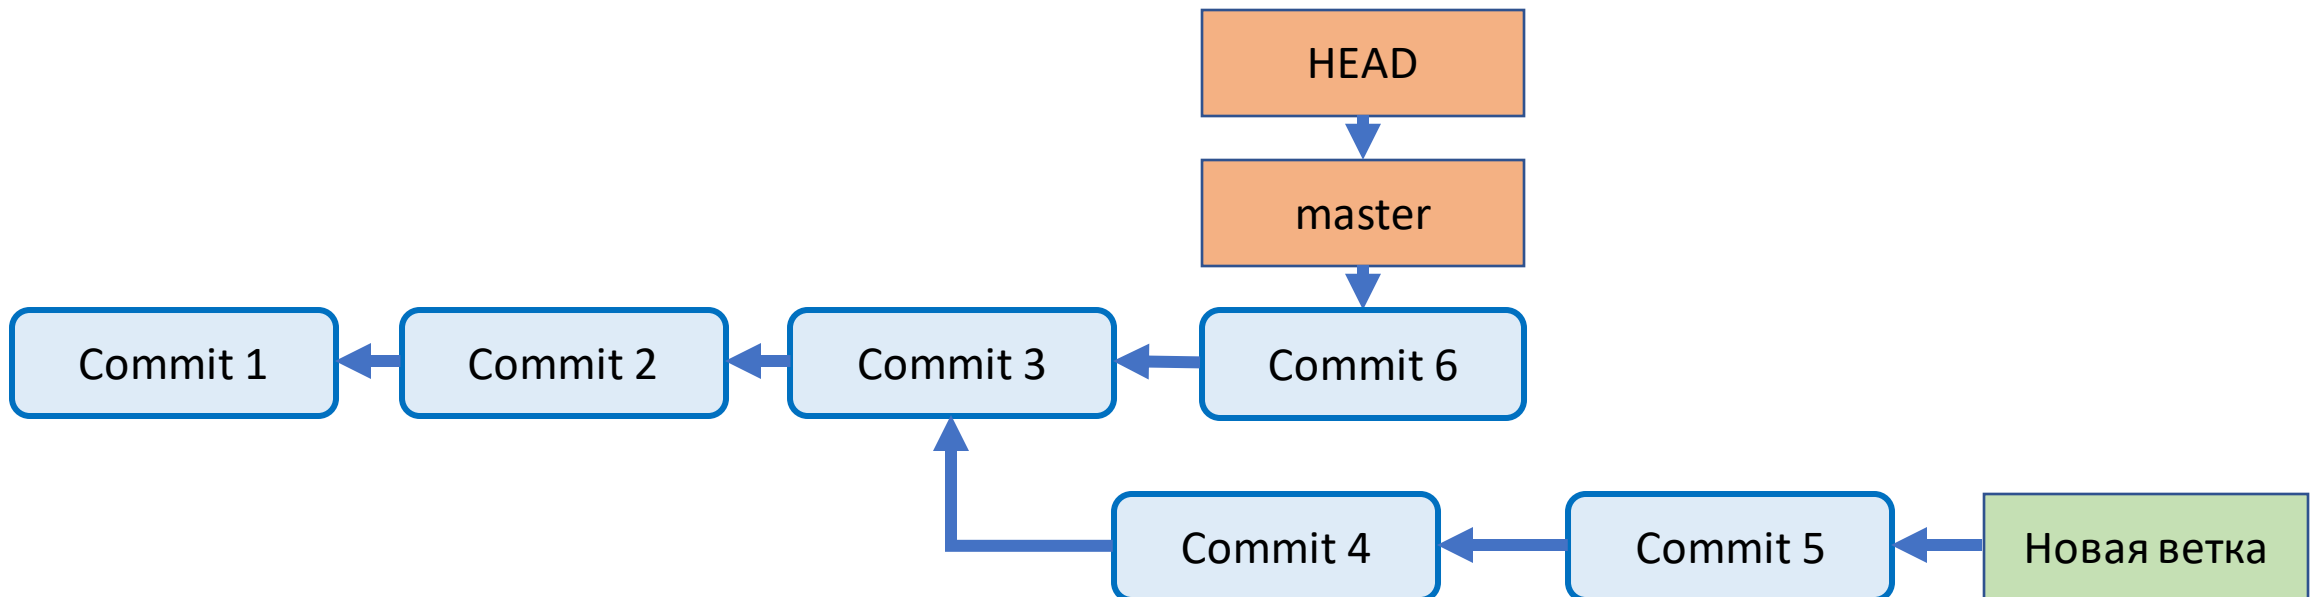 HEAD
master
Commit 1
Commit 2
Commit 3
Commit 6
Commit 4
Commit 5
Новая ветка